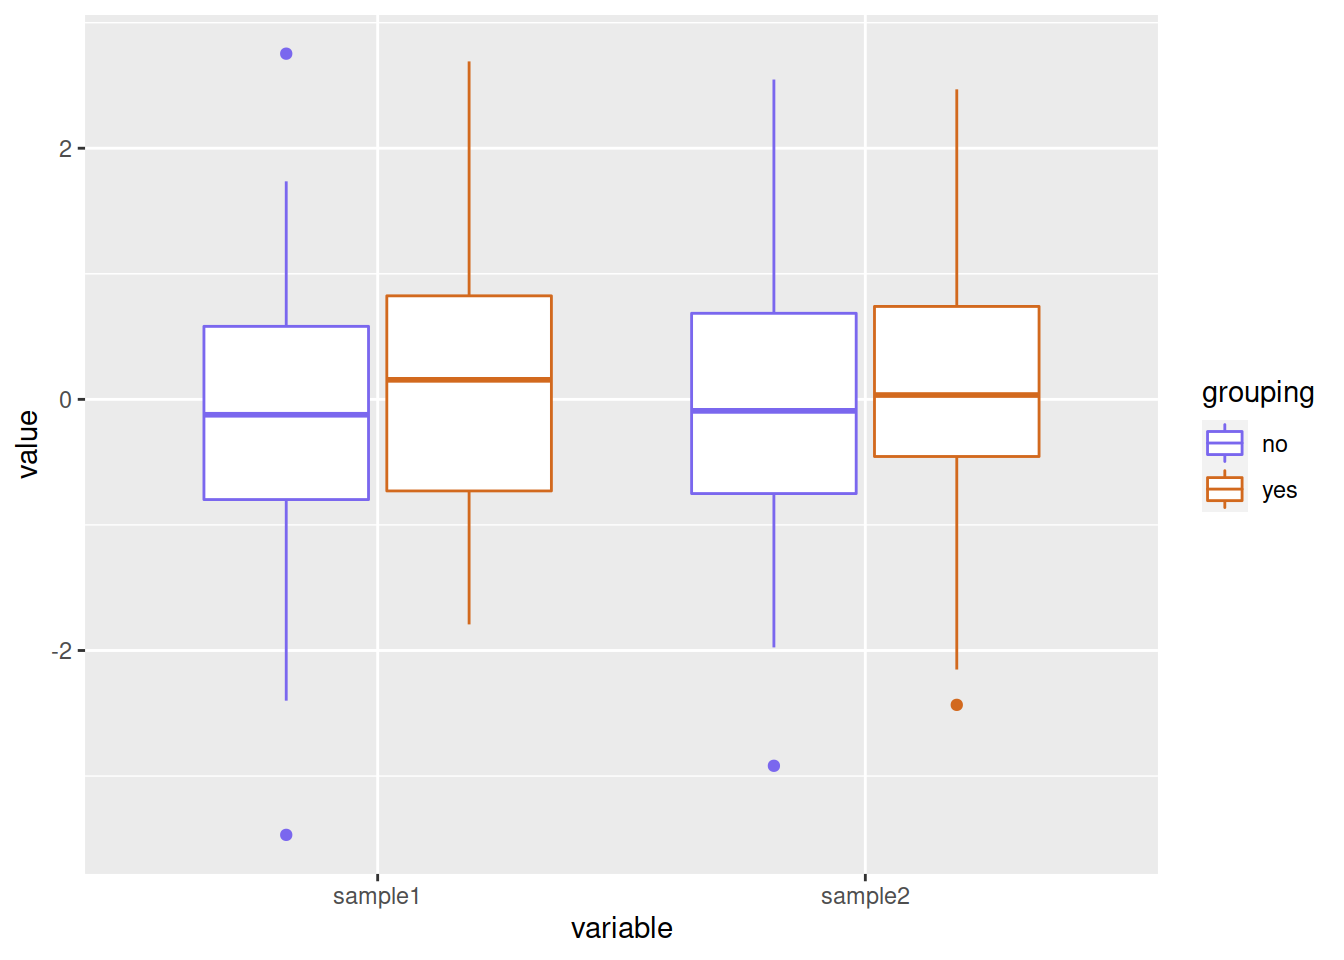 value
2
0
-2
sample1 sample2
variable
grouping
no
yes